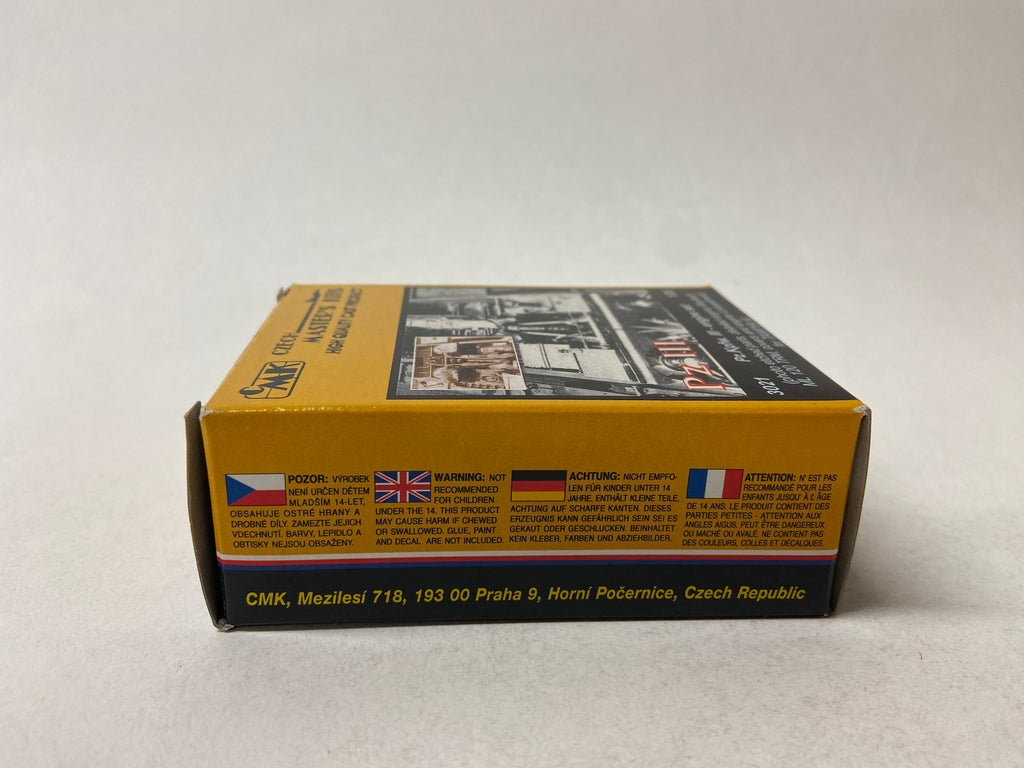 CMK
CZECH
MASTER'S KITS
HIGH QUALITY CAST PRODUCT
Pz III
3021
POZOR: VÝROBEK
NENÍ URČEN DĚTEM
MLADŠÍM 14-LET,
OBSAHUJE OSTRÉ HRANY A
DROBNÉ DÍLY. ZAMEZTE JEJICH
VDECHNUTÍ. BARVY, LEPIDLO A
OBTISKY NEJSOU OBSAŽENY.
WARNING: NOT
RECOMMENDED
FOR CHILDREN
UNDER THE 14. THIS PRODUCT
MAY CAUSE HARM IF CHEWED
OR SWALLOWED. GLUE, PAINT
AND DECAL ARE NOT INCLUDED.
ACHTUNG: NICHT EMPFO-
LEN FÜR KINDER UNTER 14
JAHRE. ENTHÄLT KLEINE TEILE,
ACHTUNG AUF SCHARFE KANTEN. DIESES
ERZEUGNIS KANN GEFÄHRLICH SEIN SEI ES
GEKAUT ODER GESCHLUCKEN. BEINHALTET
KEIN KLEBER, FARBEN UND ABZIEHBILDER.
ATTENTION: N' EST PAS
RECOMMANDÉ POUR LES
ENFANTS JUSQU' À L' ÂGE
DE 14 ANS. LE PRODUIT CONTIENT DES
PARTIES PETITES - ATTENTION AUX
ANGLES AIGUS. PEUT ÊTRE DANGEREUX
OU MACHÉ OU AVALÉ. NE CONTIENT PAS
DES COULEURS, COLLES ET DÉCALQUES.
CMK, Mezilesí 718, 193 00 Praha 9, Horní Počernice, Czech Republic